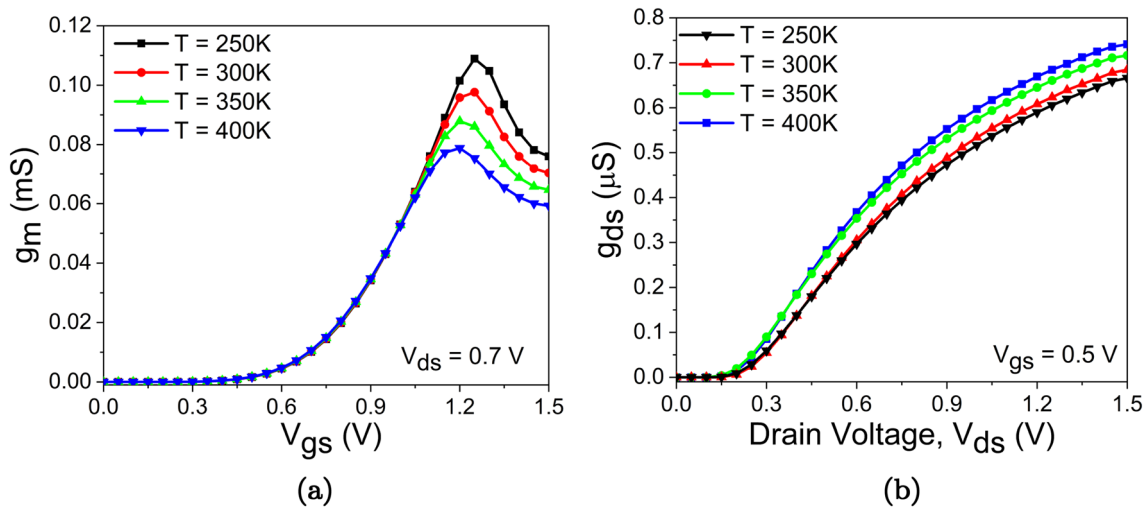 0.12
0.10
0.08
0.06
0.04
0.02
0.00
gm (mS)
T = 250K
T = 300K
T = 350K
T = 400K
Vds = 0.7 V
0.0 0.3 0.6 0.9 1.2 1.5
Vgs (V)
(a)
0.8
0.7
0.6
0.5
0.4
0.3
0.2
0.1
0.0
gds (μS)
T = 250K
T = 300K
T = 350K
T = 400K
Vgs = 0.5 V
0.0 0.3 0.6 0.9 1.2 1.5
Drain Voltage, Vds (V)
(b)